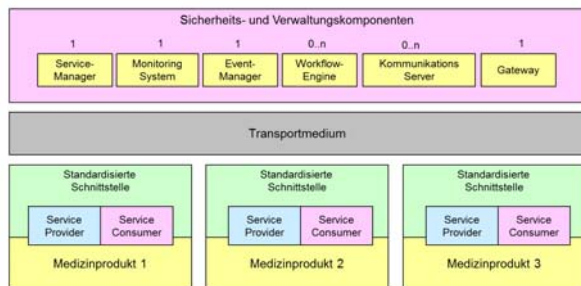 Sicherheits- und Verwaltungskomponenten
1 1 1 0..n 0..n 1
Service-
Manager
Monitoring
System
Event-
Manager
Workflow-
Engine
Kommunikations
Server
Gateway
Transportmedium
Standardisierte
Schnittstelle
Service
Provider
Service
Consumer
Medizinprodukt 1
Standardisierte
Schnittstelle
Service
Provider
Service
Consumer
Medizinprodukt 2
Standardisierte
Schnittstelle
Service
Provider
Service
Consumer
Medizinprodukt 3